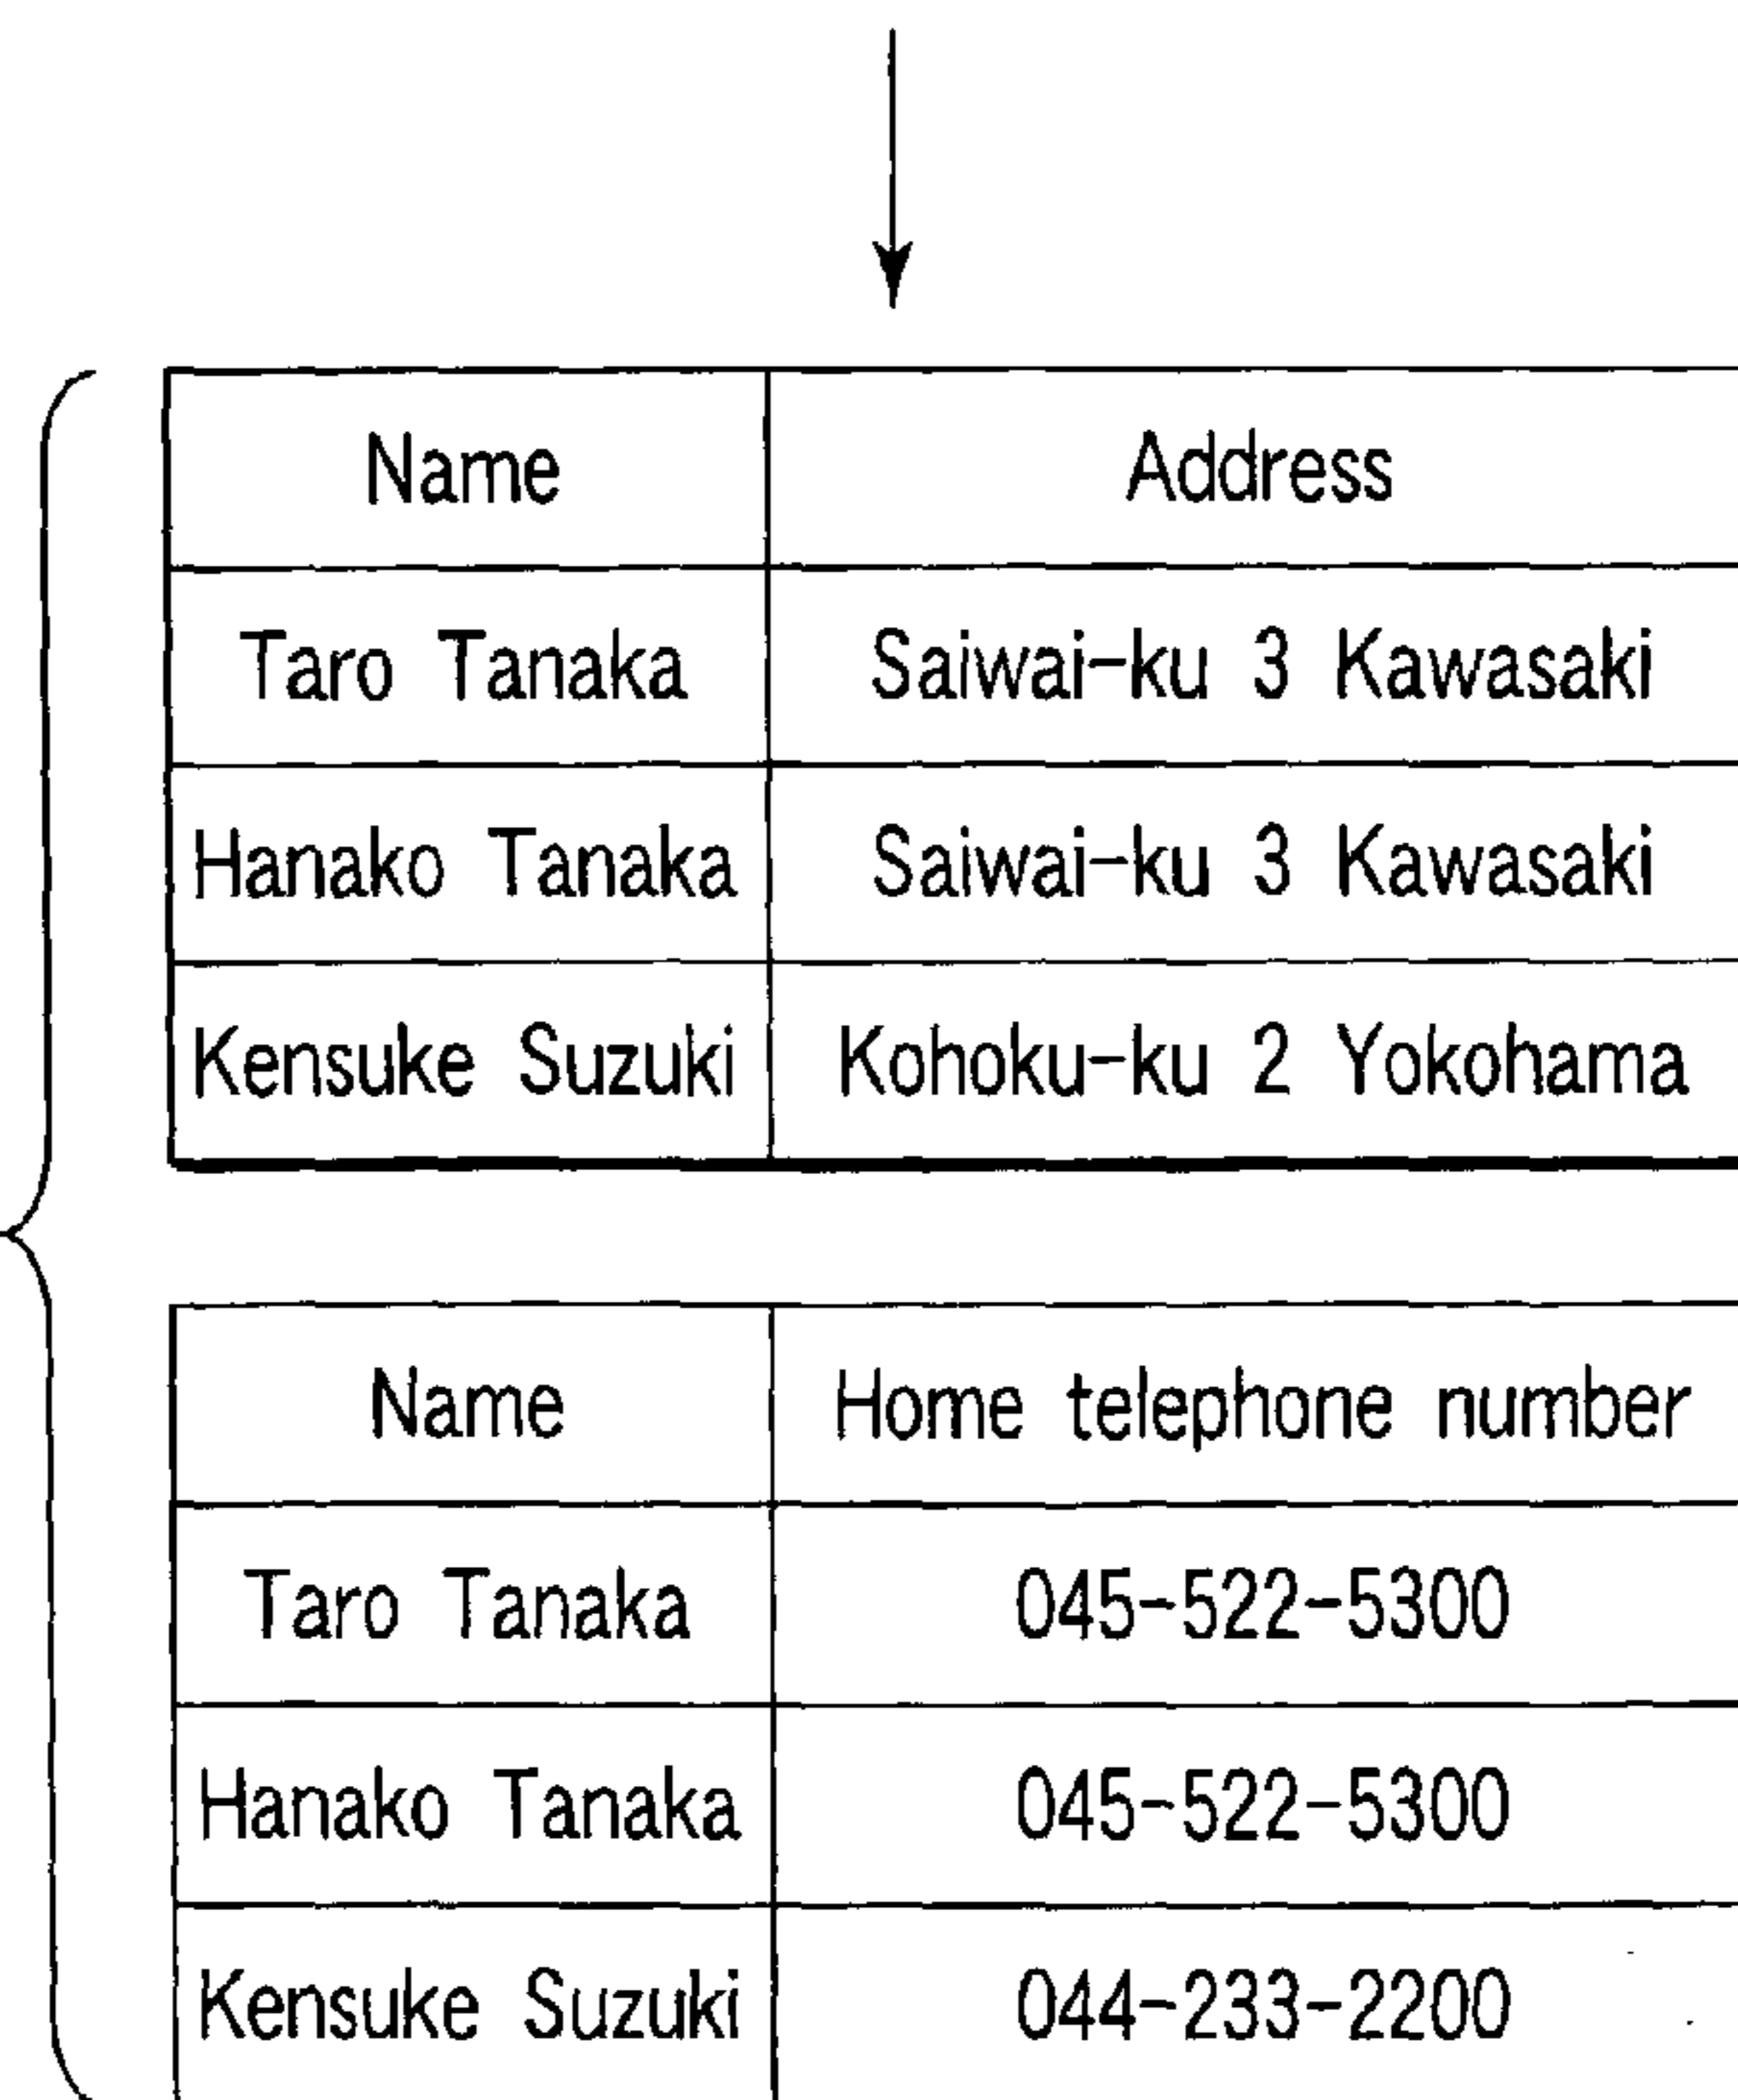 Name Address
Taro Tanaka Saiwai-ku 3 Kawasaki
Hanako Tanaka Saiwai-ku 3 Kawasaki
Kensuke Suzuki Kohoku-ku 2 Yokohama
Name Home telephone number
Taro Tanaka 045-522-5300
Hanako Tanaka 045-522-5300
Kensuke Suzuki 044-233-2200